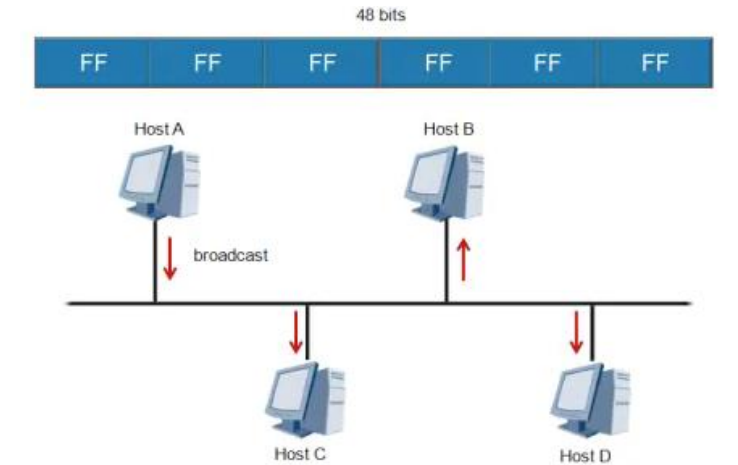 48 bits
FF FF FF FF FF FF
Host A
Host B
broadcast
Host C
Host D